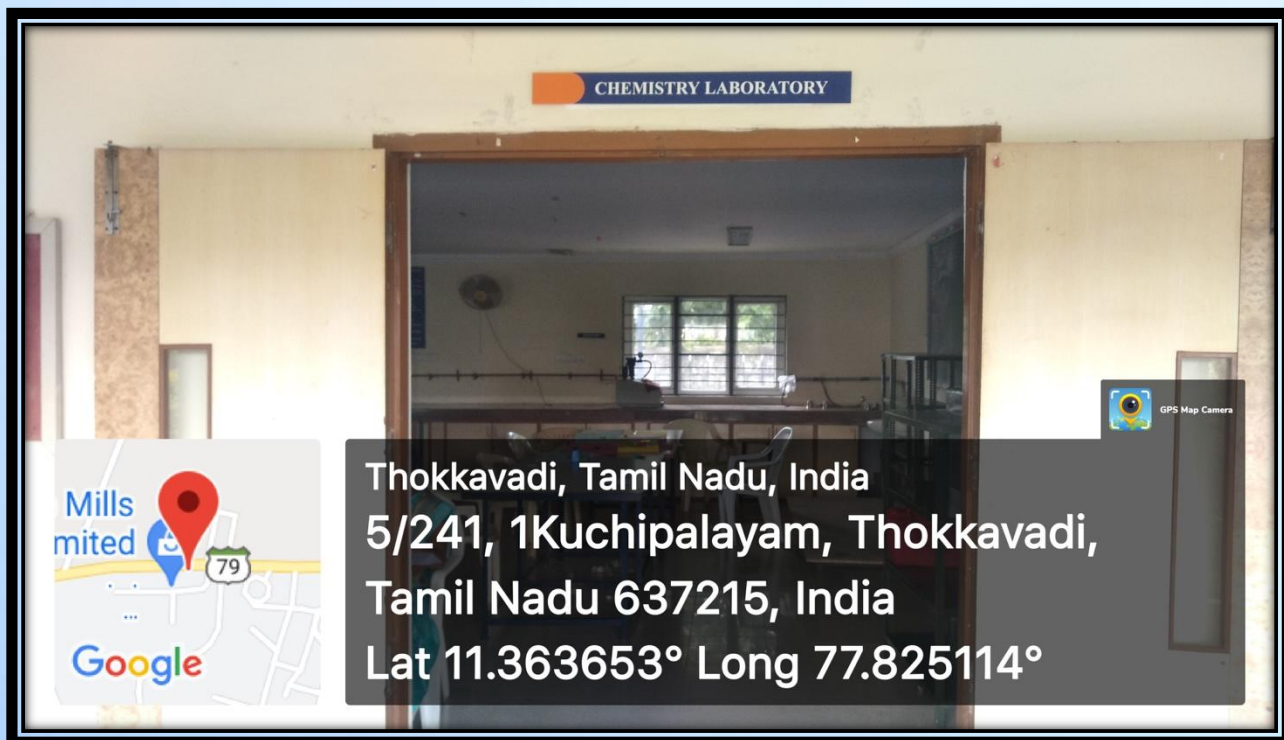 CHEMISTRY LABORATORY
GPS Map Camera
Mills
mited
79
Google
Thokkavadi, Tamil Nadu, India
5/241, 1Kuchipalayam, Thokkavadi,
Tamil Nadu 637215, India
Lat 11.363653° Long 77.825114°